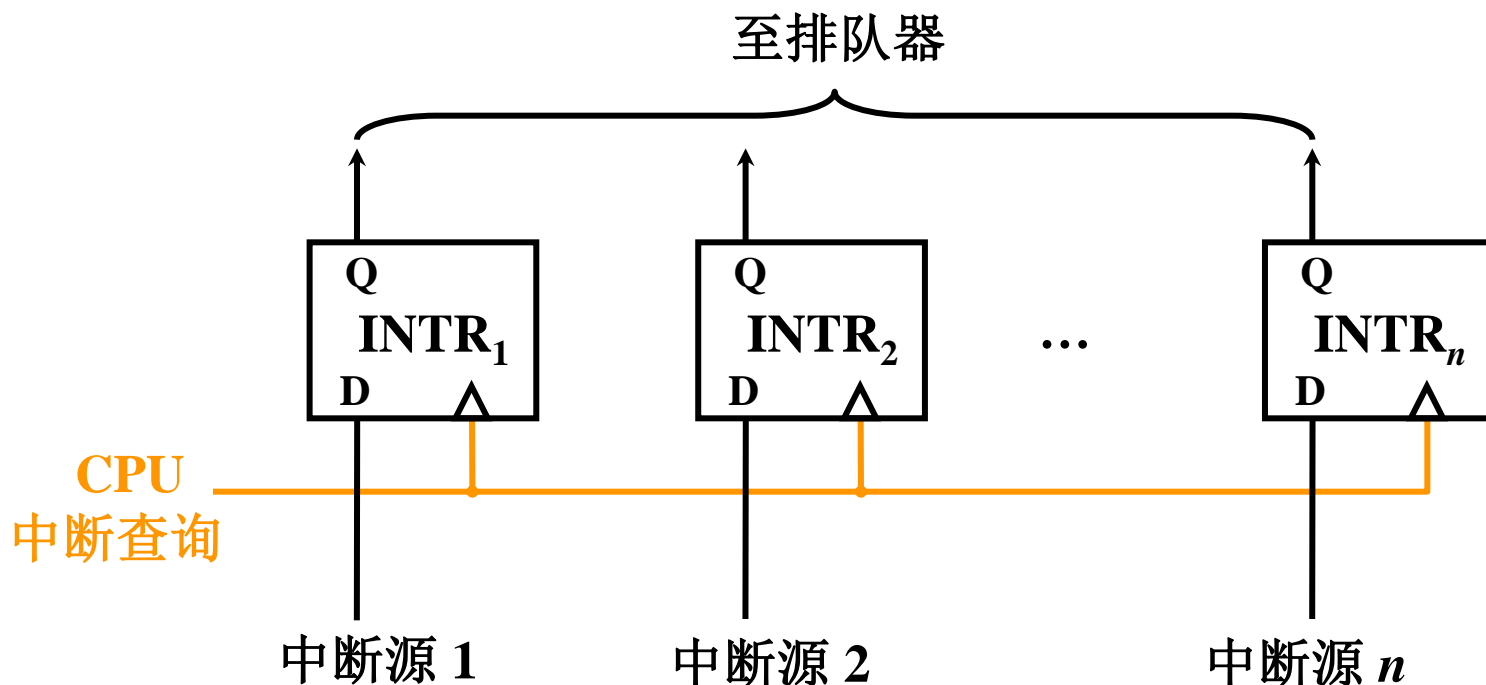 至排队器
Q Q Q
INTR₁ INTR₂ … INTRₙ
D D D
CPU
中断查询
中断源 1 中断源 2 中断源 n